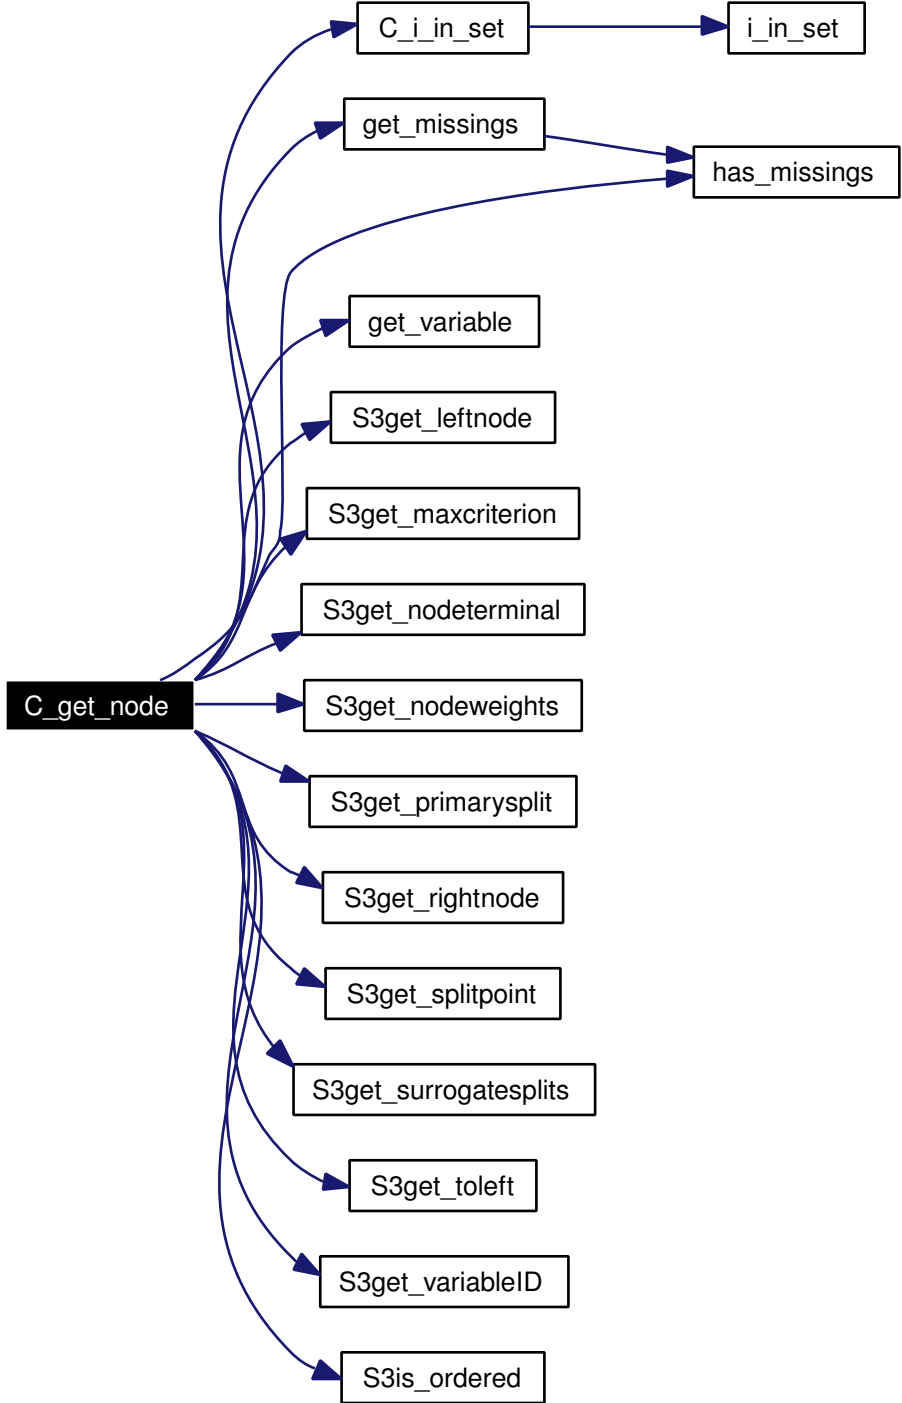 C_i_in_set
i_in_set
get_missings
has_missings
get_variable
S3get_leftnode
S3get_maxcriterion
S3get_nodeterminal
C_get_node
S3get_nodeweights
S3get_primarysplit
S3get_rightnode
S3get_splitpoint
S3get_surrogatesplits
S3get_toleft
S3get_variableID
S3is_ordered